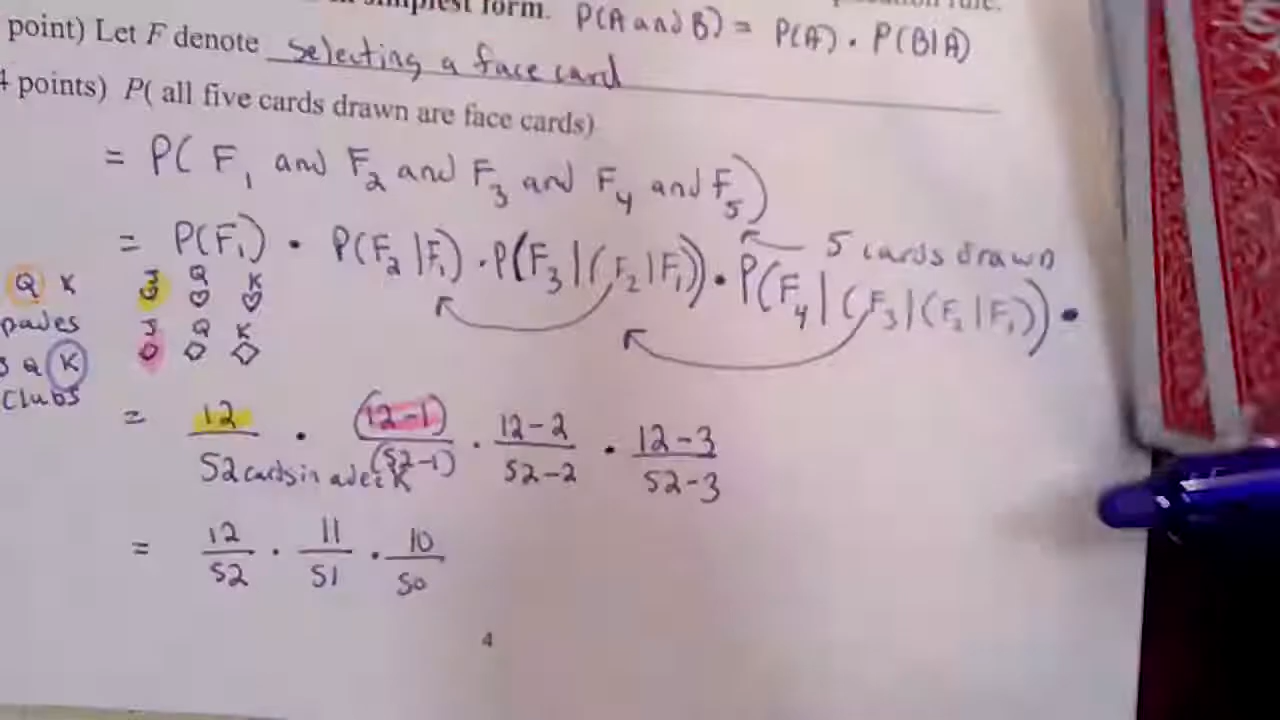 simplest form. P(A and B) = P(A) · P(B|A) rule.
point) Let F denote selecting a face card
4 points) P( all five cards drawn are face cards)
= P( F₁ and F₂ and F₃ and F₄ and F₅)
= P(F₁) · P(F₂|F₁) · P(F₃|(F₂|F₁)) · P(F₄|(F₃|(F₂|F₁)) ·
5 cards drawn
Q K J Q K
pades J Q K
Q K
Clubs
= 12/52 cards in a deck · (12-1)/(52-1) · 12-2/52-2 · 12-3/52-3
= 12/52 · 11/51 · 10/50
4